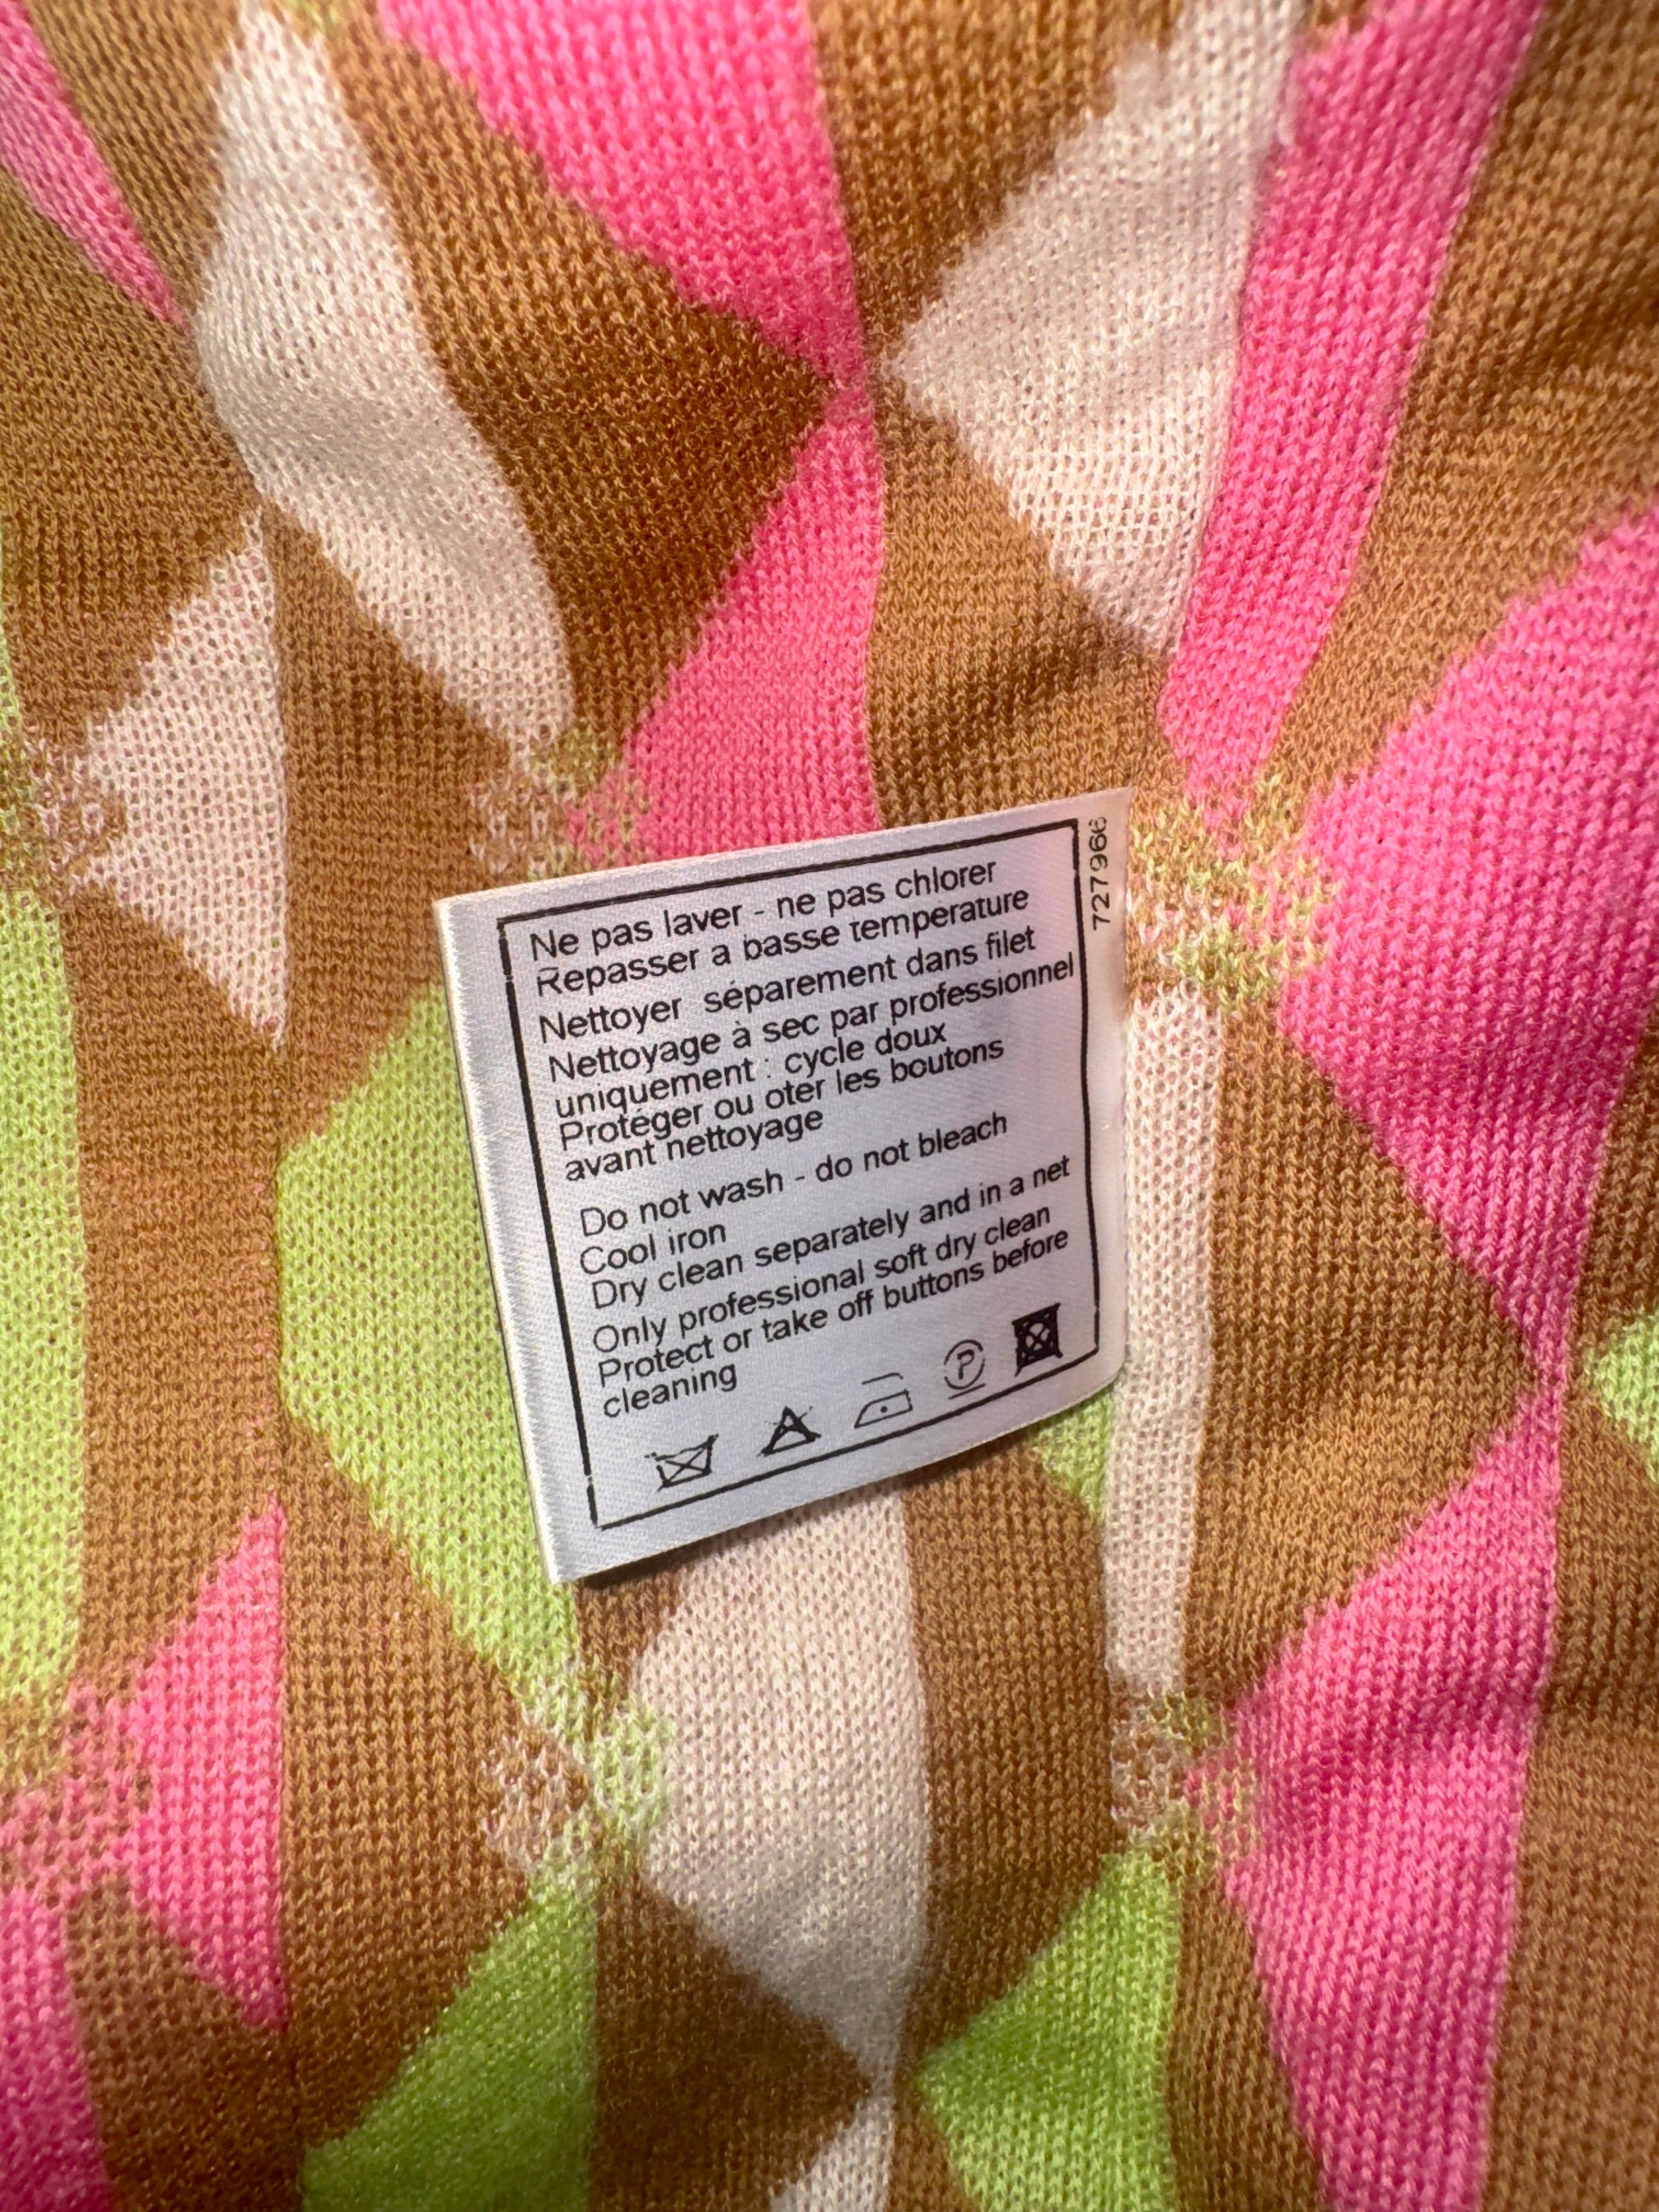 Ne pas laver - ne pas chlorer
Repasser a basse temperature
Nettoyer séparement dans filet
Nettoyage à sec par professionnel
uniquement : cycle doux
Protéger ou oter les boutons
avant nettoyage
Do not wash - do not bleach
Cool iron
Dry clean separately and in a net
Only professional soft dry clean
Protect or take off buttons before
cleaning
P
727966